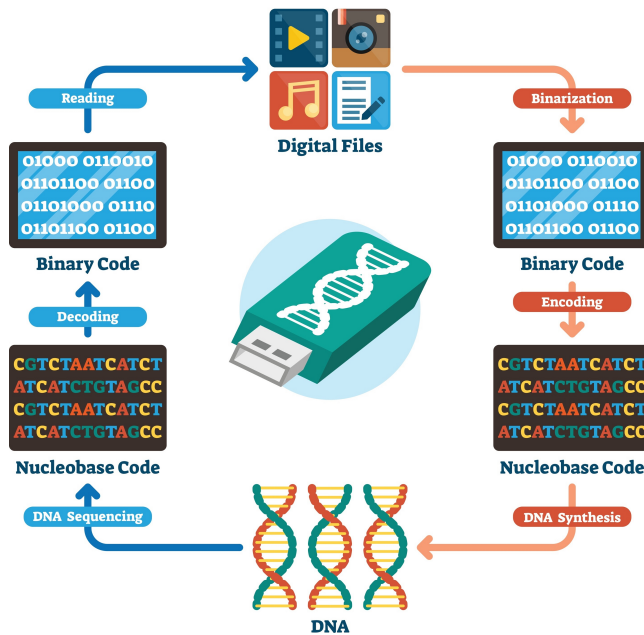 Digital Files
Reading
Binarization
01000 0110010
01101100 01100
01101000 01110
01101100 01100
Binary Code
01000 0110010
01101100 01100
01101000 01110
01101100 01100
Binary Code
Decoding
Encoding
CGTCTAATCATCT
ATCATCTGTAGCC
CGTCTAATCATCT
ATCATCTGTAGCC
Nucleobase Code
CGTCTAATCATCT
ATCATCTGTAGCC
CGTCTAATCATCT
ATCATCTGTAGCC
Nucleobase Code
DNA Sequencing
DNA Synthesis
DNA